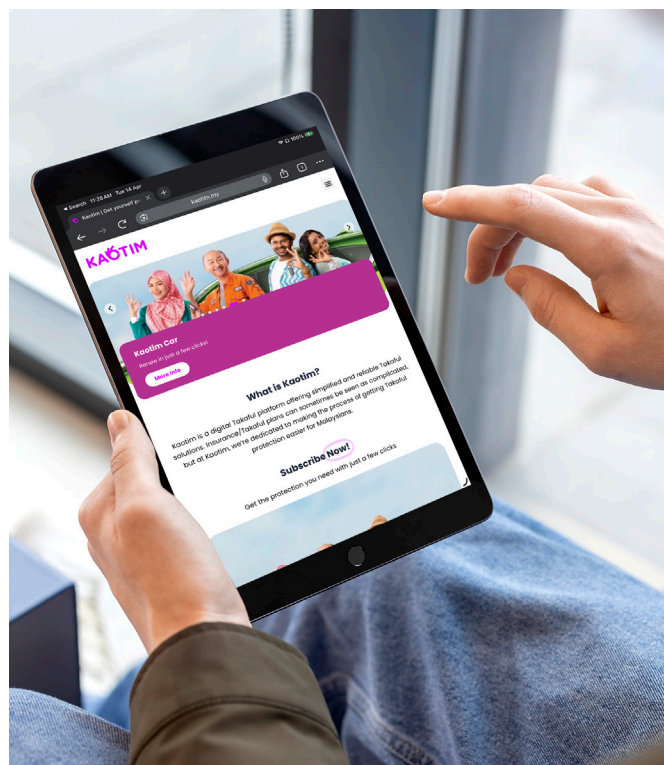 Search 11:26 AM Tue 14 Apr
100%
Kaotim | Get yourself pr
kaotim.my
KAOTIM
Kaotim Car
Renew in just a few clicks!
More Info
What is Kaotim?
Kaotim is a digital Takaful platform offering simplified and reliable Takaful
solutions. Insurance/Takaful plans can sometimes be seen as complicated,
but at Kaotim, we're dedicated to making the process of getting Takaful
protection easier for Malaysians.
Subscribe Now!
Get the protection you need with just a few clicks